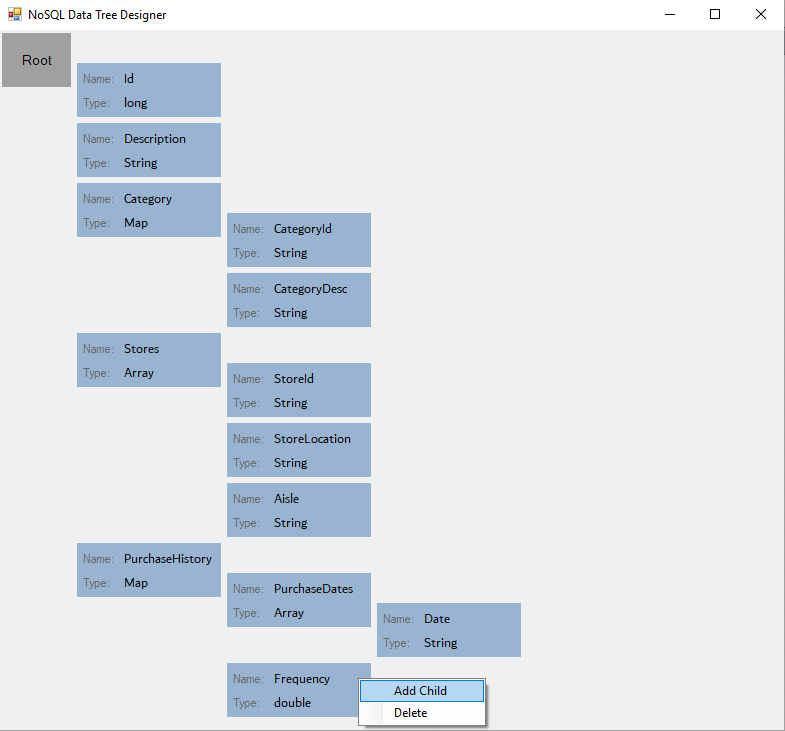 NoSQL Data Tree Designer
Root
Name: Id
Type: long
Name: Description
Type: String
Name: Category
Type: Map
Name: CategoryId
Type: String
Name: CategoryDesc
Type: String
Name: Stores
Type: Array
Name: StoreId
Type: String
Name: StoreLocation
Type: String
Name: Aisle
Type: String
Name: PurchaseHistory
Type: Map
Name: PurchaseDates
Type: Array
Name: Date
Type: String
Name: Frequency
Type: double
Add Child
Delete